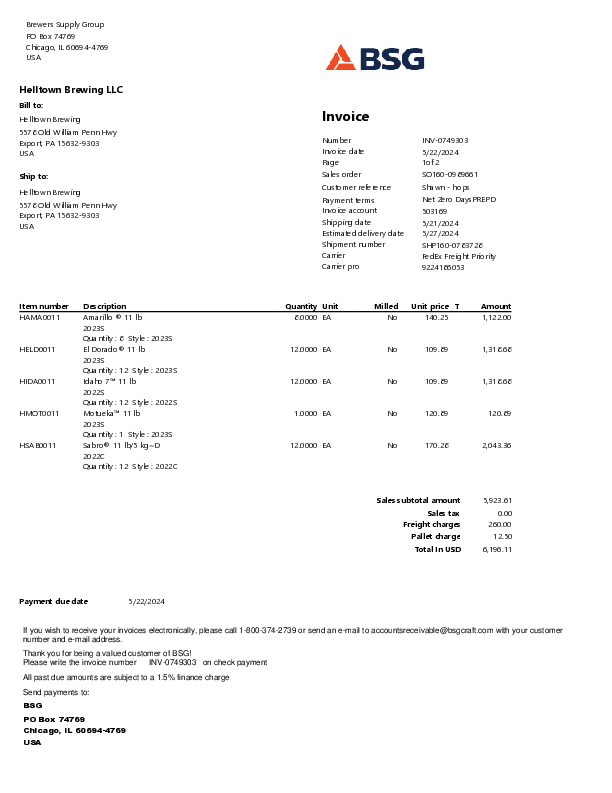 Brewers Supply Group
PO Box 74769
Chicago, IL 60694-4769
USA
BSG
Helltown Brewing LLC
Bill to:
Helltown Brewing
5578 Old William Penn Hwy
Export, PA 15632-9303
USA
Ship to:
Helltown Brewing
5578 Old William Penn Hwy
Export, PA 15632-9303
USA
Invoice
Number INV-0749303
Invoice date 5/22/2024
Page 1 of 2
Sales order
Customer reference Shawn - hops
Payment terms Net Zero Days PREPD
Invoice account 503169
Shipping date 5/21/2024
Estimated delivery date 5/27/2024
Shipment number SHP160-0783728
Carrier FedEx Freight Priority
Carrier pro
Item number Description Quantity Unit Milled Unit price T Amount
HAMA0011 Amarillo ® 11 lb 8.0000 EA No 140.25 1,122.00
2023S
Quantity : 8 Style : 2023S
HELD0011 El Dorado ® 11 lb 12.0000 EA No 109.89 1,318.68
2023S
Quantity : 12 Style : 2023S
HIDA0011 Idaho 7™ 11 lb 12.0000 EA No 109.89 1,318.68
2022S
Quantity : 12 Style : 2022S
HMOT0011 Motueka™ 11 lb 1.0000 EA No 120.89 120.89
2023S
Quantity : 1 Style : 2023S
HSAB0011 Sabro® 11 lb/5 kg~D 12.0000 EA No 170.28 2,043.36
2022C
Quantity : 12 Style : 2022C
Sales subtotal amount 5,923.61
Sales tax 0.00
Freight charges 260.00
Pallet charge 12.50
Total in USD 6,196.11
Payment due date 5/22/2024
If you wish to receive your invoices electronically, please call 1-800-374-2739 or send an e-mail to accountsreceivable@bsgcraft.com with your customer
number and e-mail address.
Thank you for being a valued customer of BSG!
Please write the invoice number INV-0749303 on check payment
All past due amounts are subject to a 1.5% finance charge
Send payments to:
BSG
PO Box 74769
Chicago, IL 60694-4769
USA